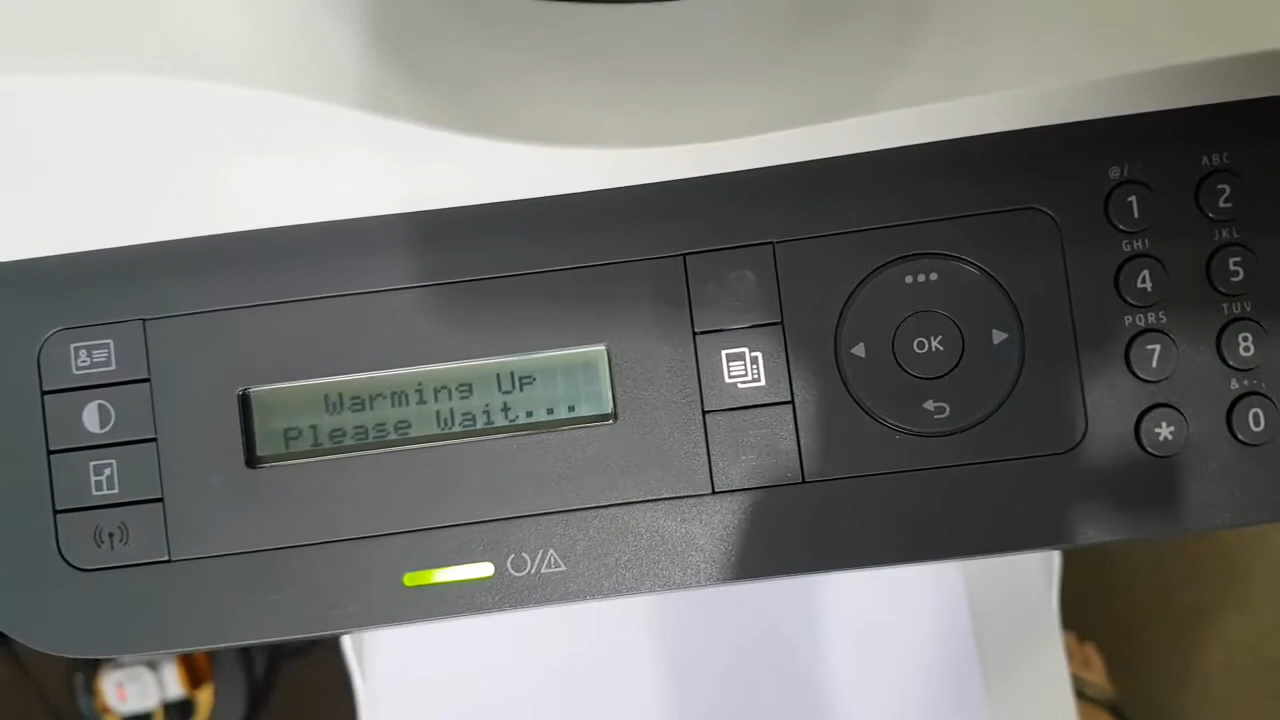 Warming Up
Please Wait...
OK
@/
1
ABC
2
GHI
4
JKL
5
PQRS
7
TUV
8
*
0